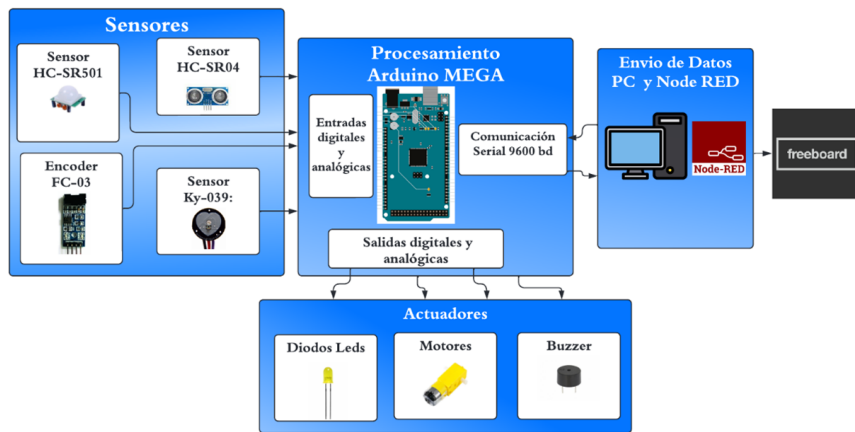 Sensores
Sensor
HC-SR501
Sensor
HC-SR04
Encoder
FC-03
Sensor
Ky-039:
Procesamiento
Arduino MEGA
Entradas
digitales
y
analógicas
Comunicación
Serial 9600 bd
Salidas digitales y
analógicas
Envio de Datos
PC y Node RED
Node-RED
freeboard
Actuadores
Diodos Leds
Motores
Buzzer